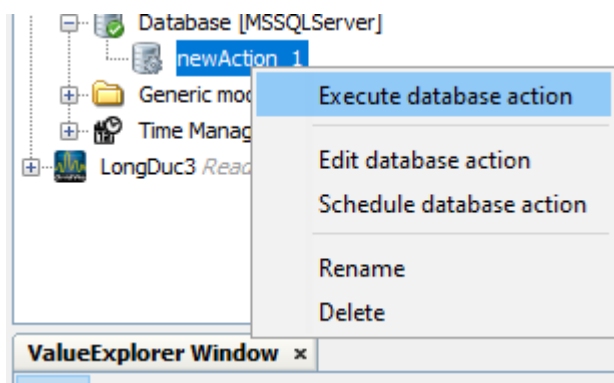 Database [MSSQLServer]
newAction_1
Generic mod
Execute database action
Time Manag
Edit database action
LongDuc3 Read
Schedule database action
Rename
Delete
ValueExplorer Window ×